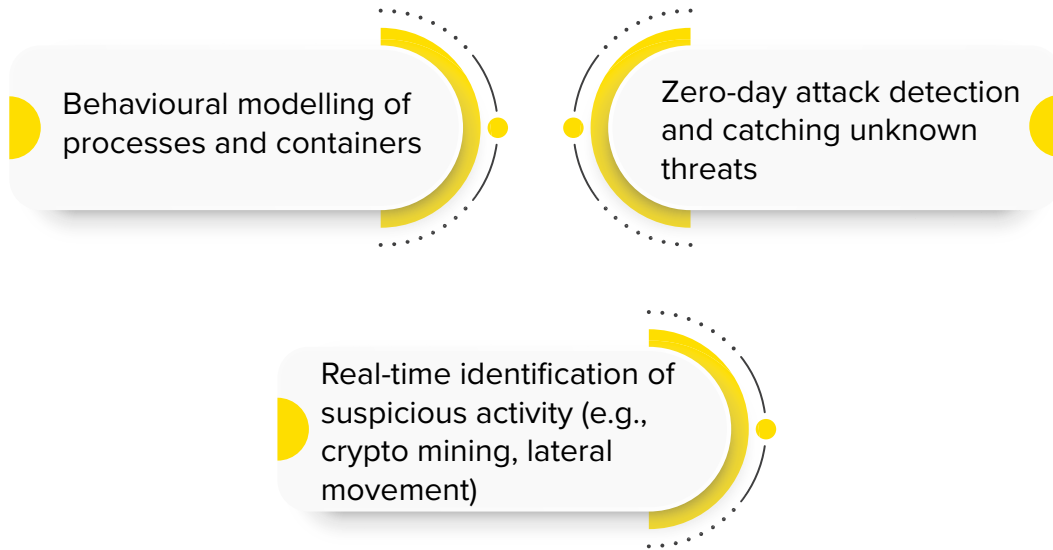 Behavioural modelling of
processes and containers
Zero-day attack detection
and catching unknown
threats
Real-time identification of
suspicious activity (e.g.,
crypto mining, lateral
movement)